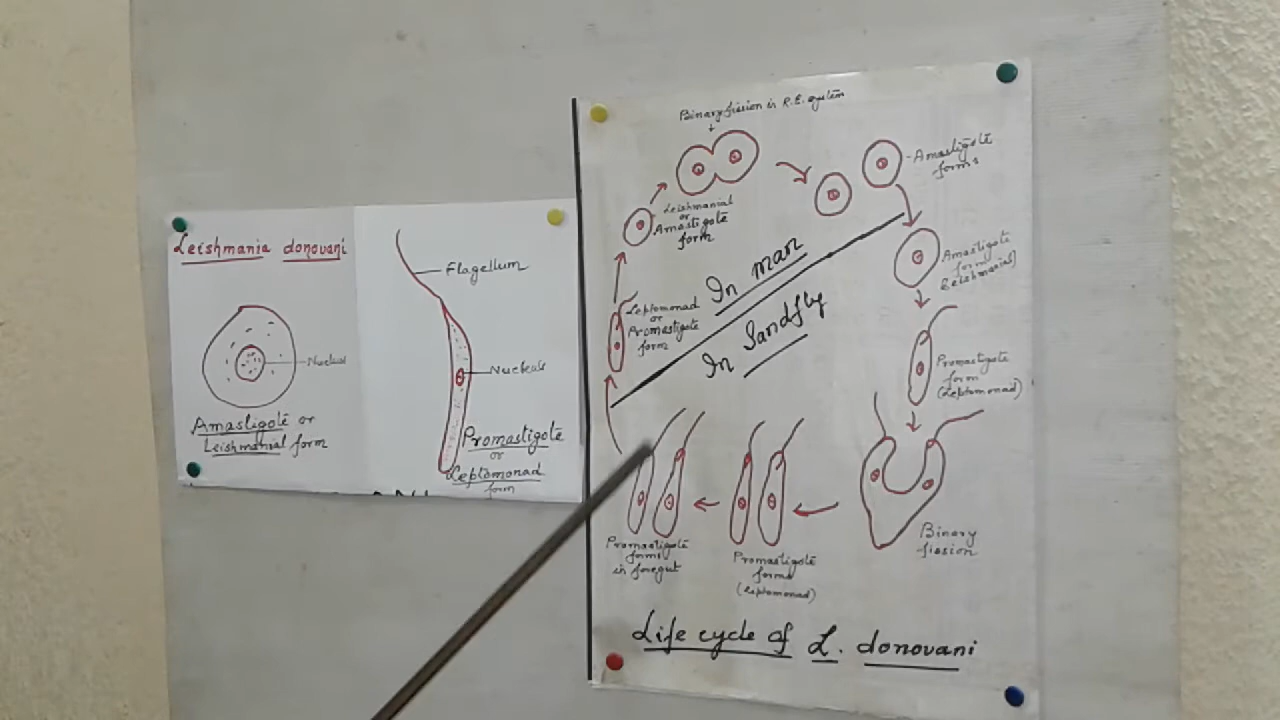 Leishmania donovani
Nucleus
Amastigote or
Leishmanial form
Flagellum
Nucleus
Promastigote
or
Leptomonad
form
Binary fission in R.E. system
Leishmanial
or
Amastigote
form
Amastigote
forms
Amastigote
form
Leishmanial)
Leptomonad
or
Promastigote
form
In man
In Sandfly
Promastigote
form
(Leptomonad)
Binary
fission
Promastigote
forms
(Leptomonad)
Promastigote
forms
in foregut
Life cycle of L. donovani